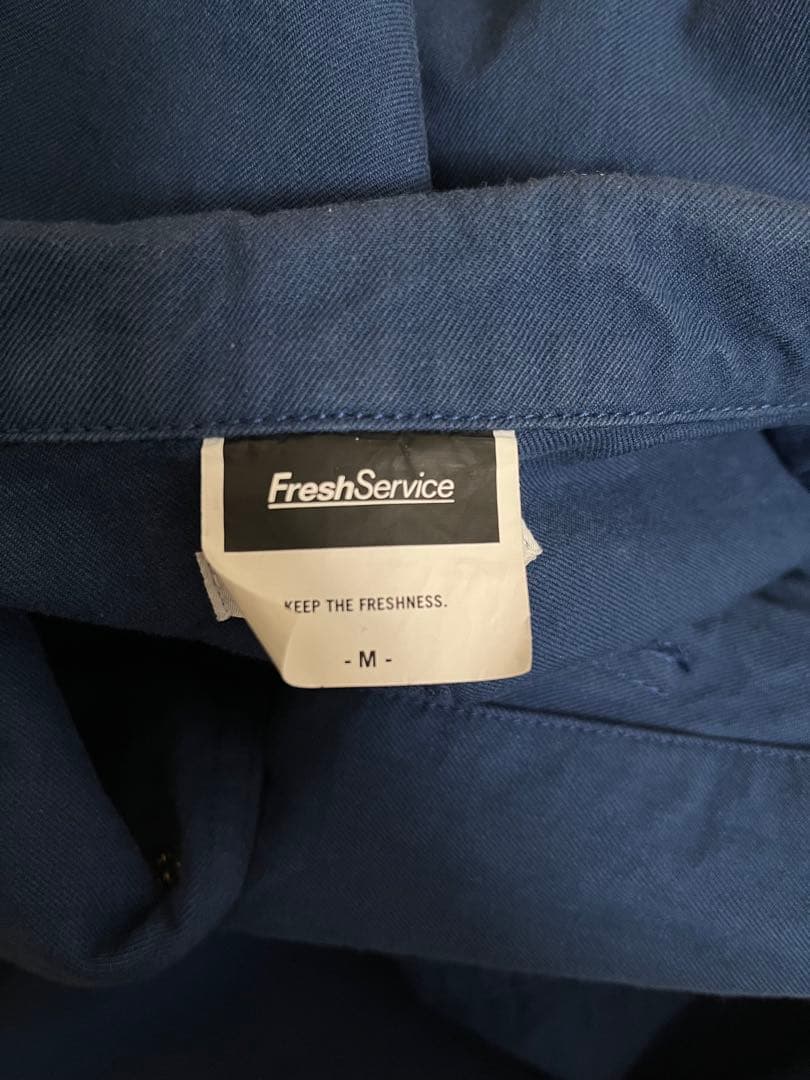 FreshService
KEEP THE FRESHNESS.
- M -